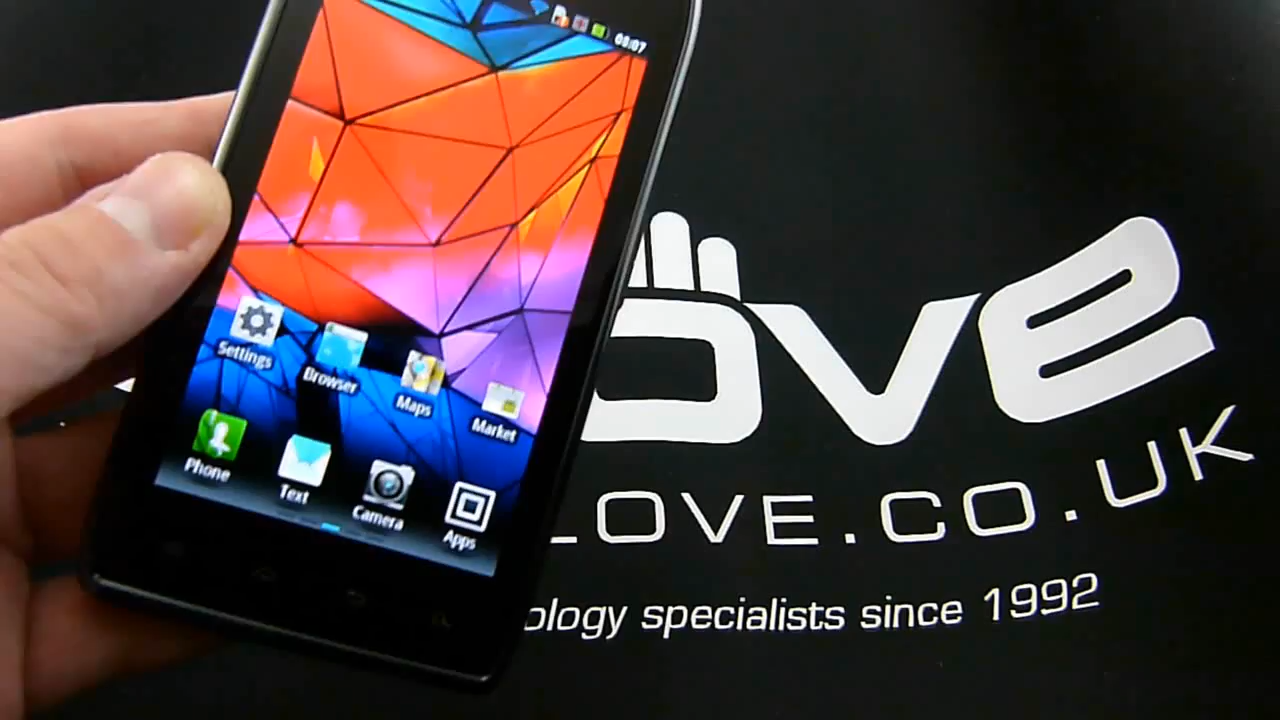 08:07
Settings
Browser
Maps
Market
Phone
Text
Camera
Apps
ove
LOVE.CO.UK
ology specialists since 1992